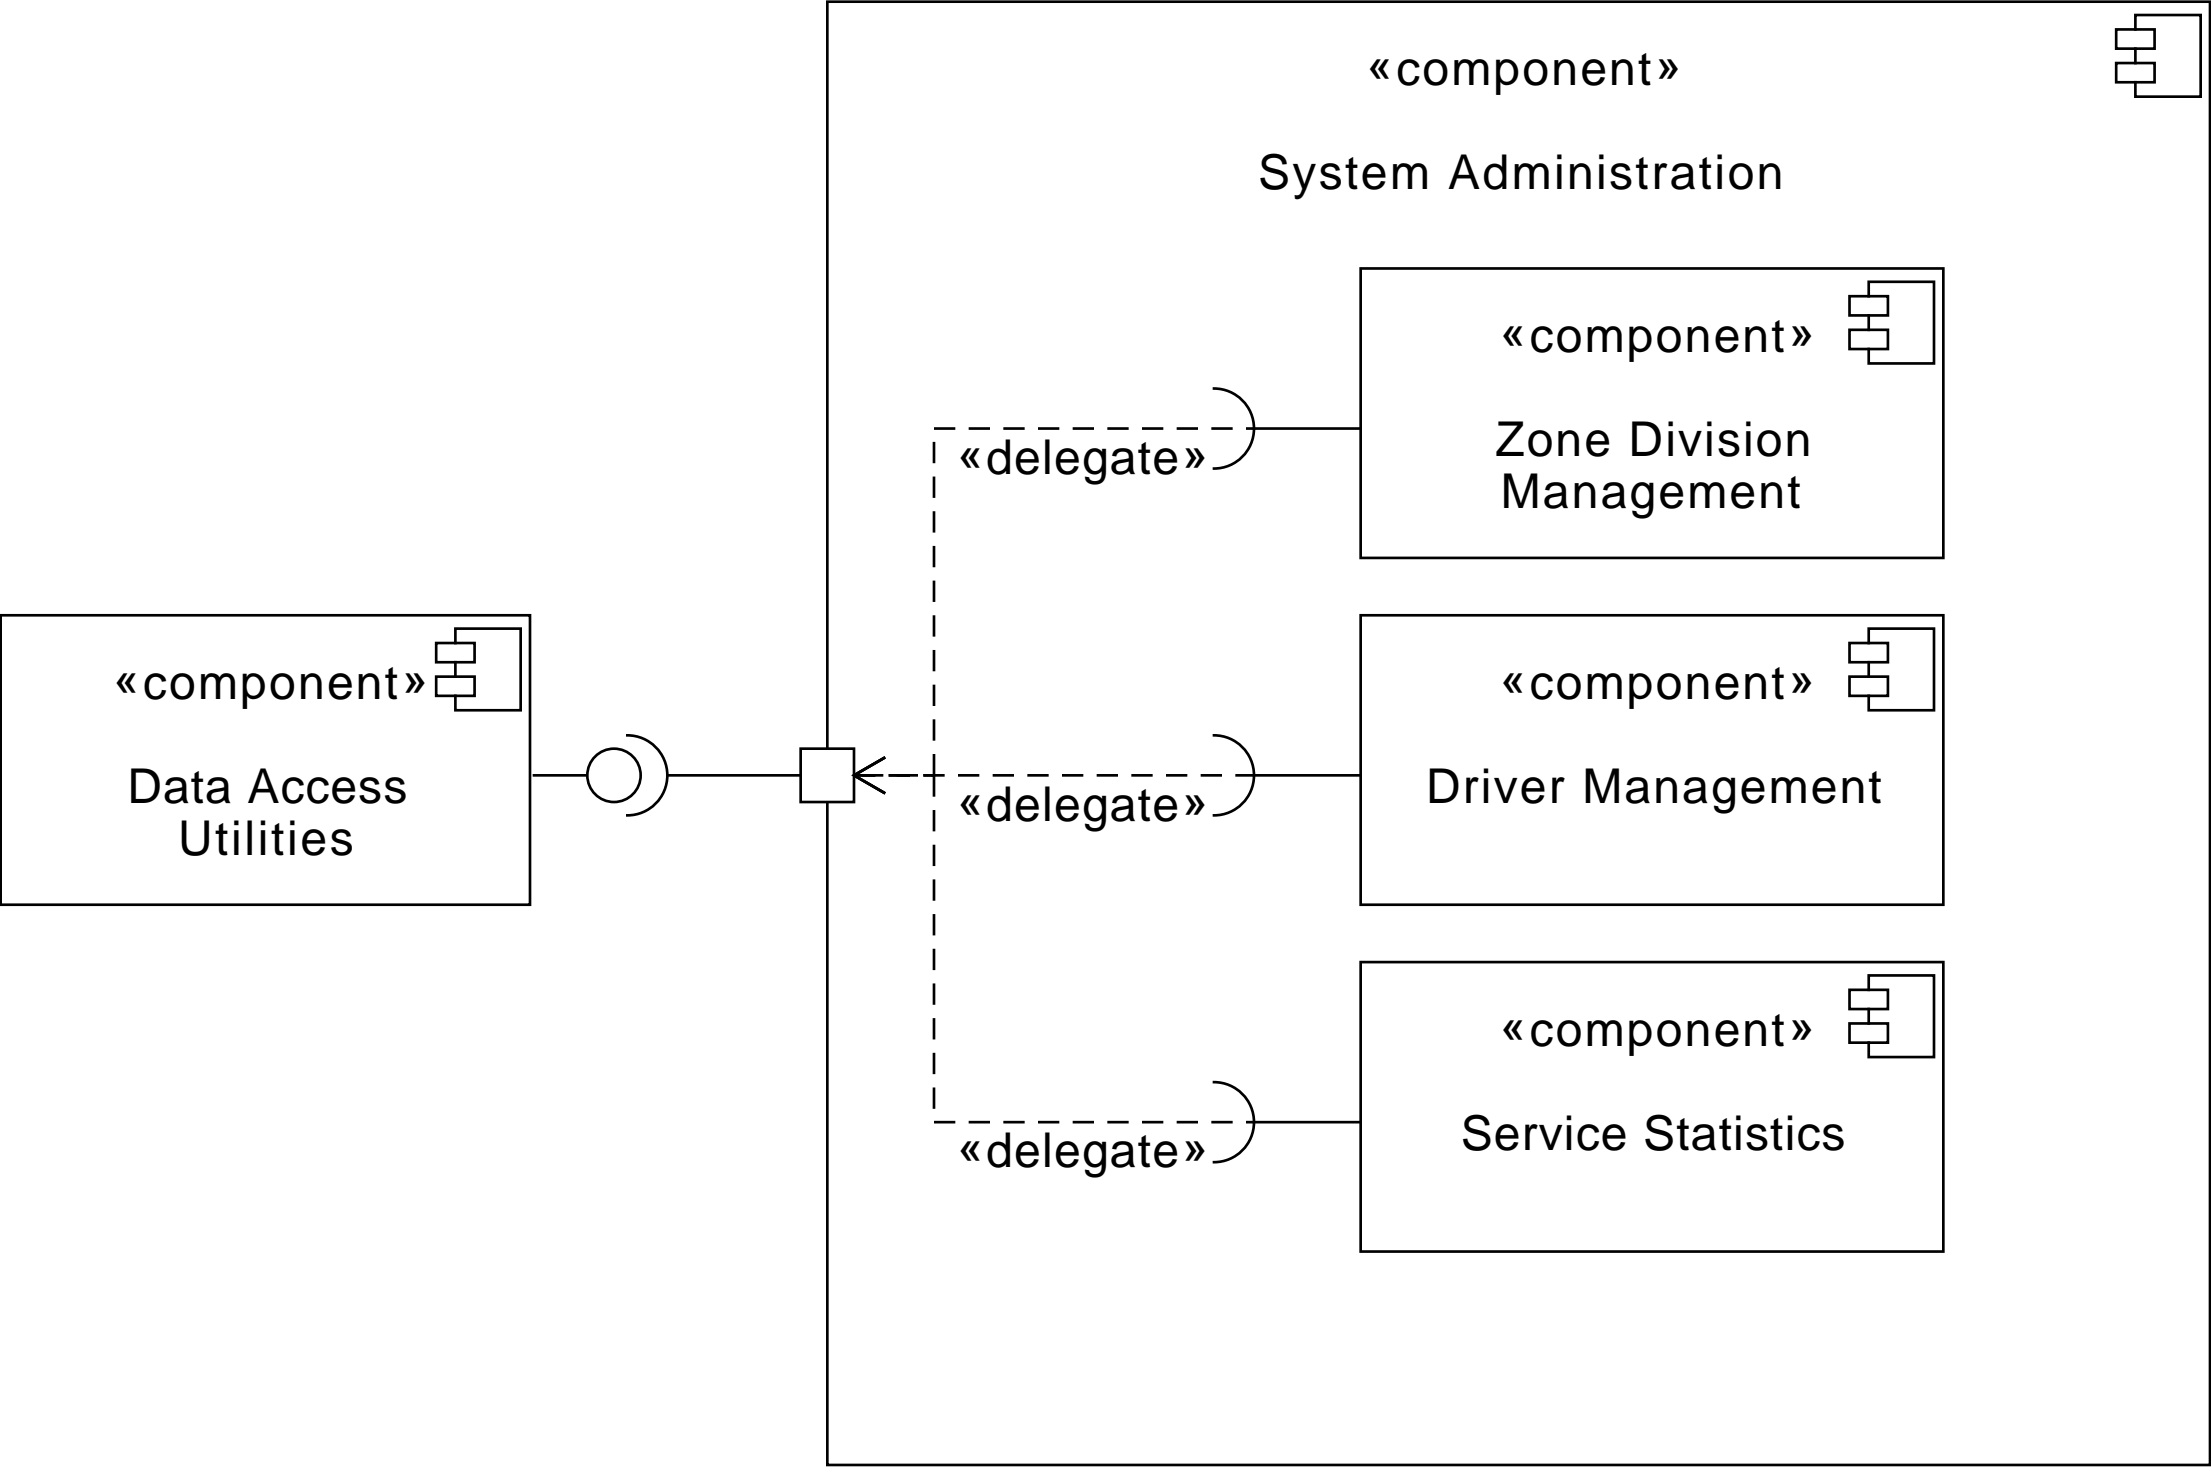 «component»
System Administration
«component»
Zone Division
Management
«delegate»
«component»
Data Access
Utilities
«component»
Driver Management
«delegate»
«component»
Service Statistics
«delegate»